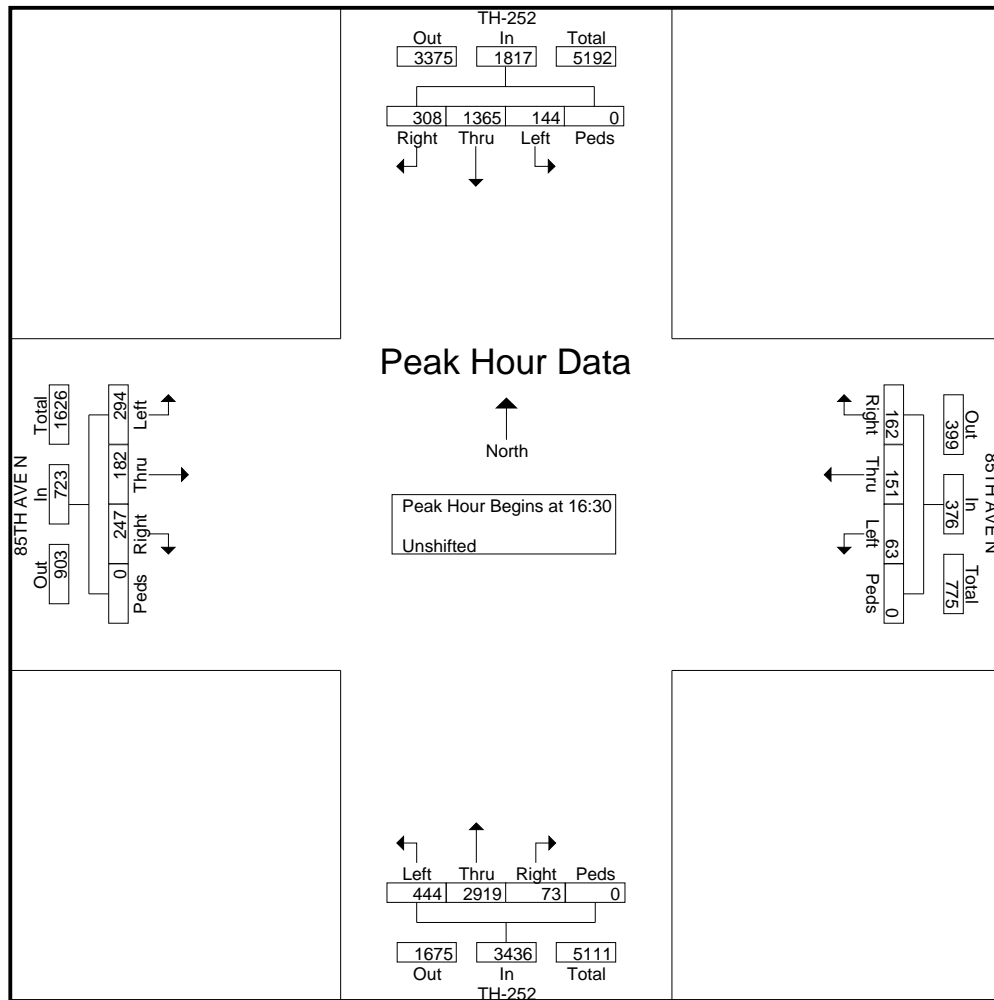 TH-252
Out In Total
3375 1817 5192
308 1365 144 0
Right Thru Left Peds
Peak Hour Data
North
Peak Hour Begins at 16:30
Unshifted
85TH AVE N
Total In Out
1626 723 903
294 182 247 0
Left Thru Right Peds
Right Thru Left Peds
162 151 63 0
Out In Total
399 376 775
85TH AVE N
Left Thru Right Peds
444 2919 73 0
1675 3436 5111
Out In Total
TH-252